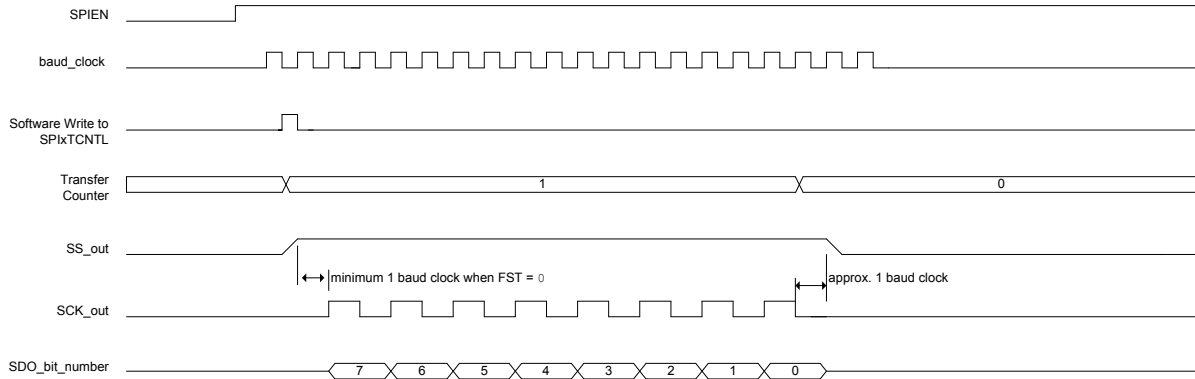 SPIEN
baud_clock
Software Write to
SPIxTCNTL
Transfer
Counter
1
0
SS_out
minimum 1 baud clock when FST = 0
approx. 1 baud clock
SCK_out
SDO_bit_number
7 6 5 4 3 2 1 0